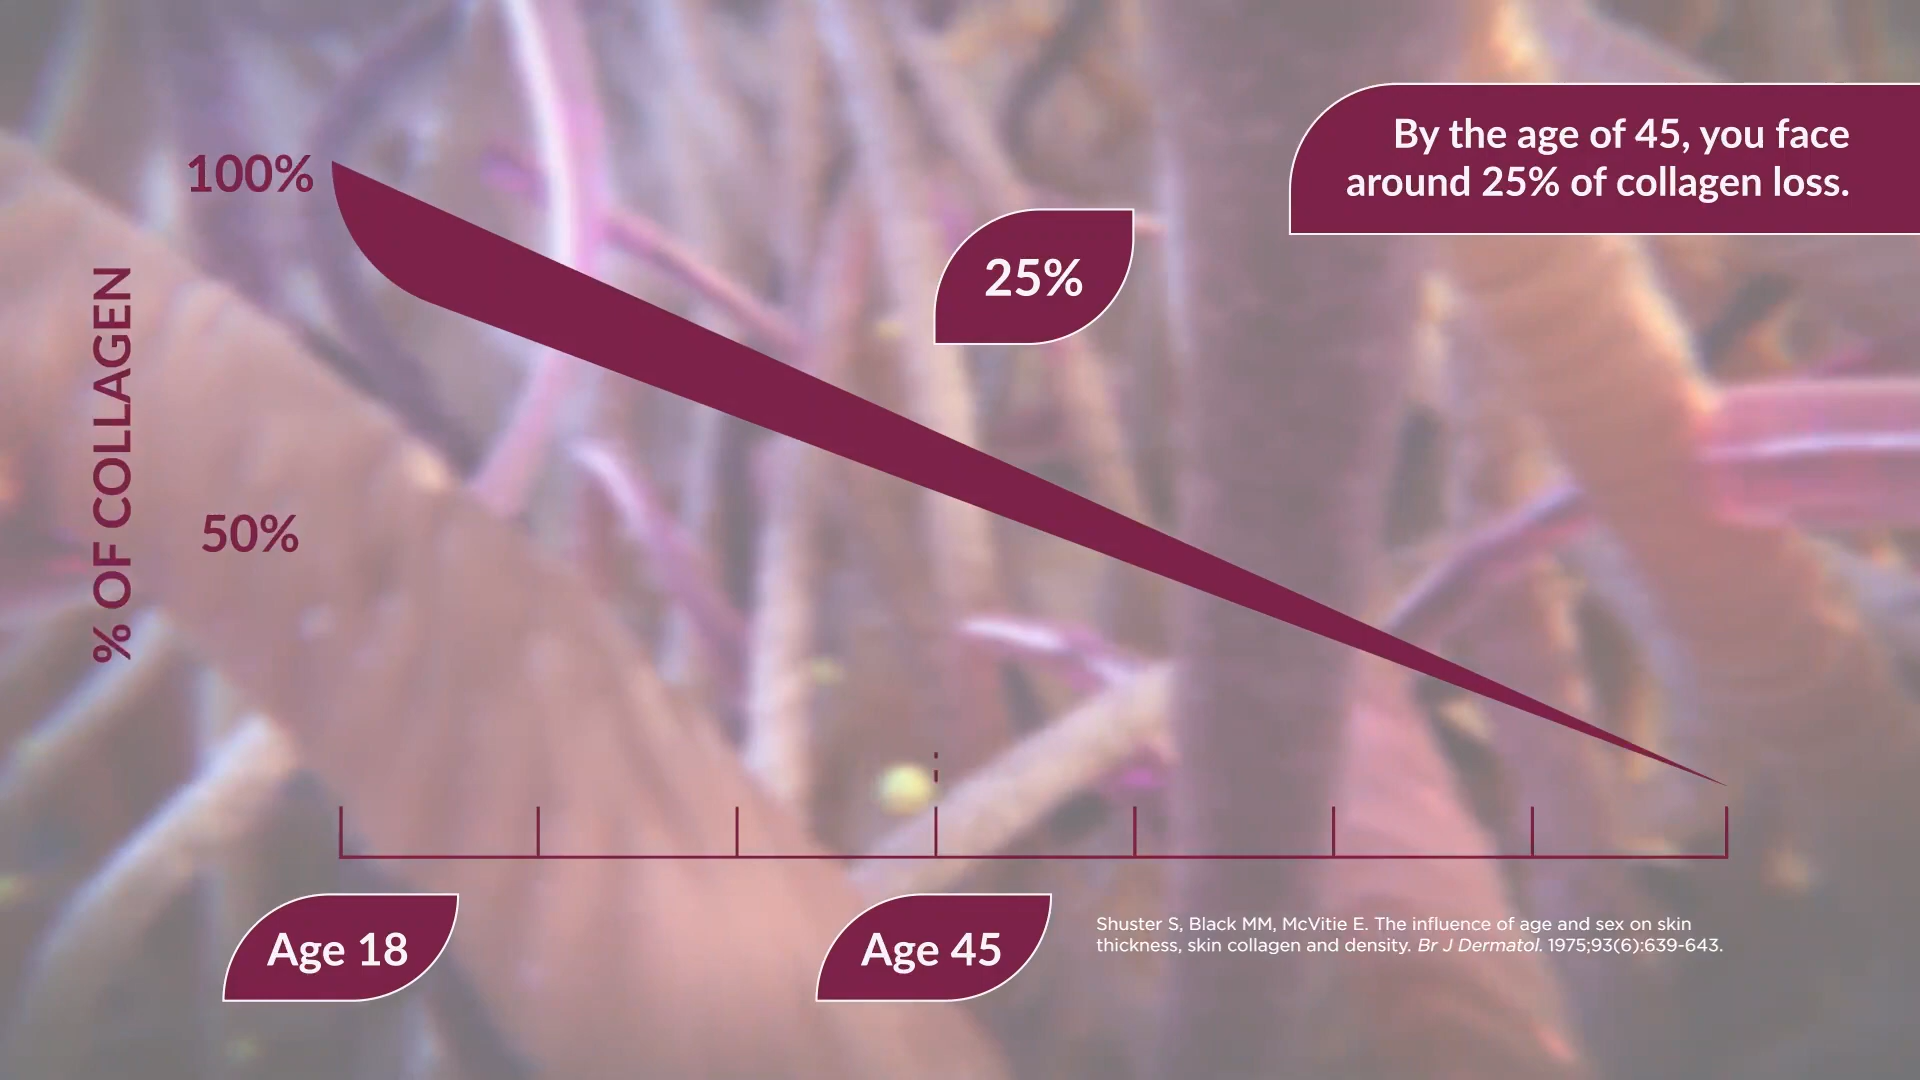 By the age of 45, you face
around 25% of collagen loss.
100%
25%
% OF COLLAGEN
50%
Age 18
Age 45
Shuster S, Black MM, McVitie E. The influence of age and sex on skin
thickness, skin collagen and density. Br J Dermatol. 1975;93(6):639-643.